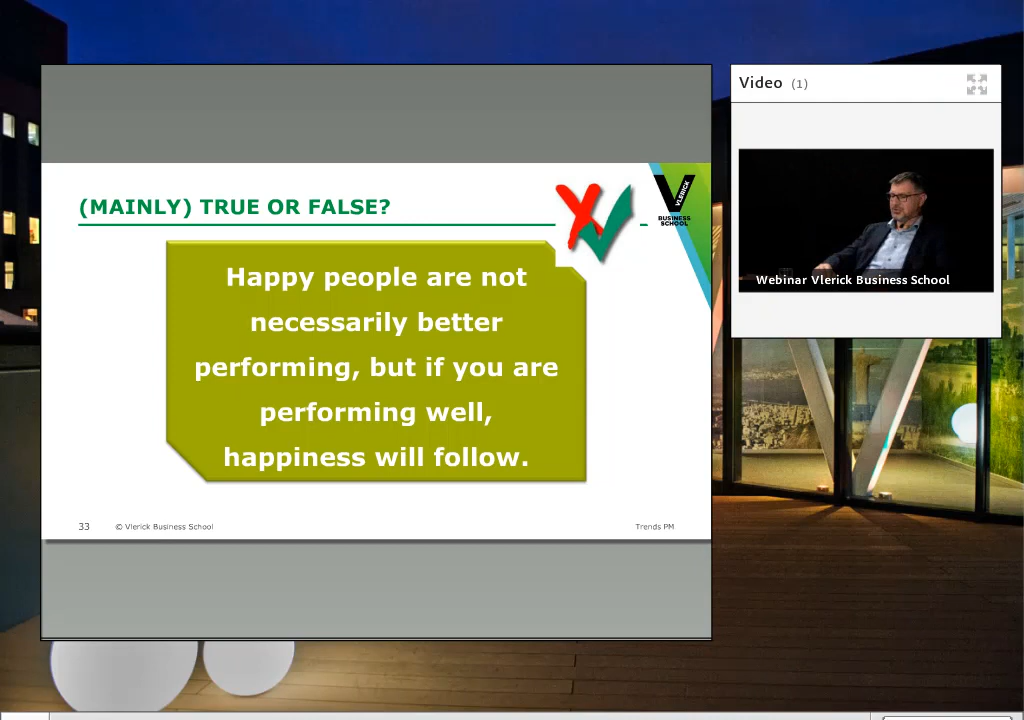 Video (1)
(MAINLY) TRUE OR FALSE?
VLERICK
BUSINESS
SCHOOL
Happy people are not
necessarily better
performing, but if you are
performing well,
happiness will follow.
Webinar Vlerick Business School
33 © Vlerick Business School Trends PM